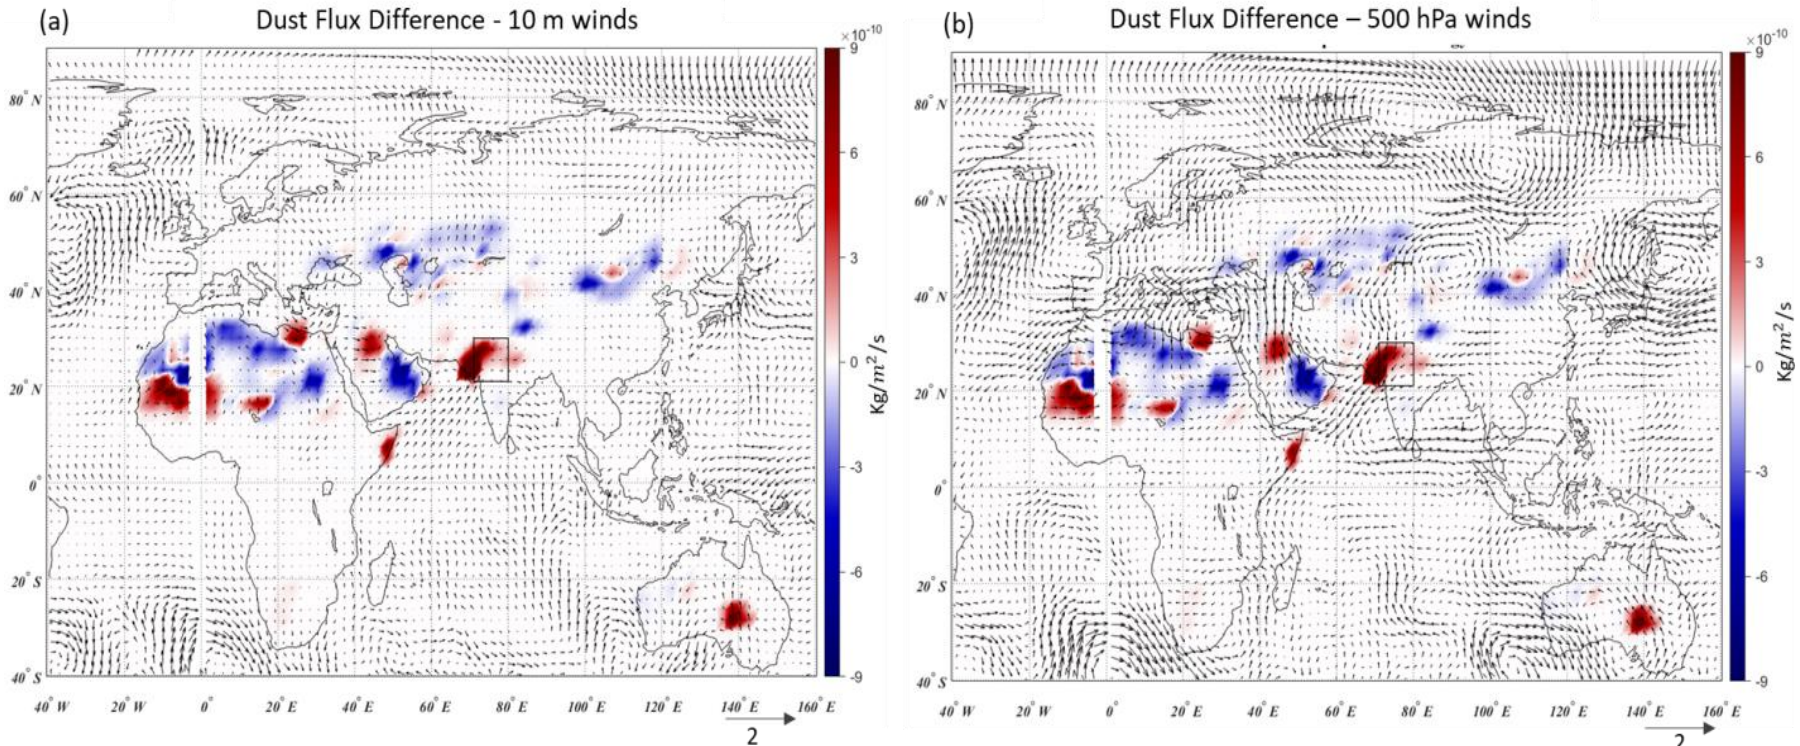 (a)
Dust Flux Difference - 10 m winds
×10⁻¹⁰
9
6
3
0
-3
-6
-9
Kg/m²/s
80° N
60° N
40° N
20° N
0°
20° S
40° S
40° W
20° W
0°
20° E
40° E
60° E
80° E
100° E
120° E
140° E
160° E
2
(b)
Dust Flux Difference – 500 hPa winds
×10⁻¹⁰
9
6
3
0
-3
-6
-9
Kg/m²/s
80° N
60° N
40° N
20° N
0°
20° S
40° S
40° W
20° W
0°
20° E
40° E
60° E
80° E
100° E
120° E
140° E
160° E
2